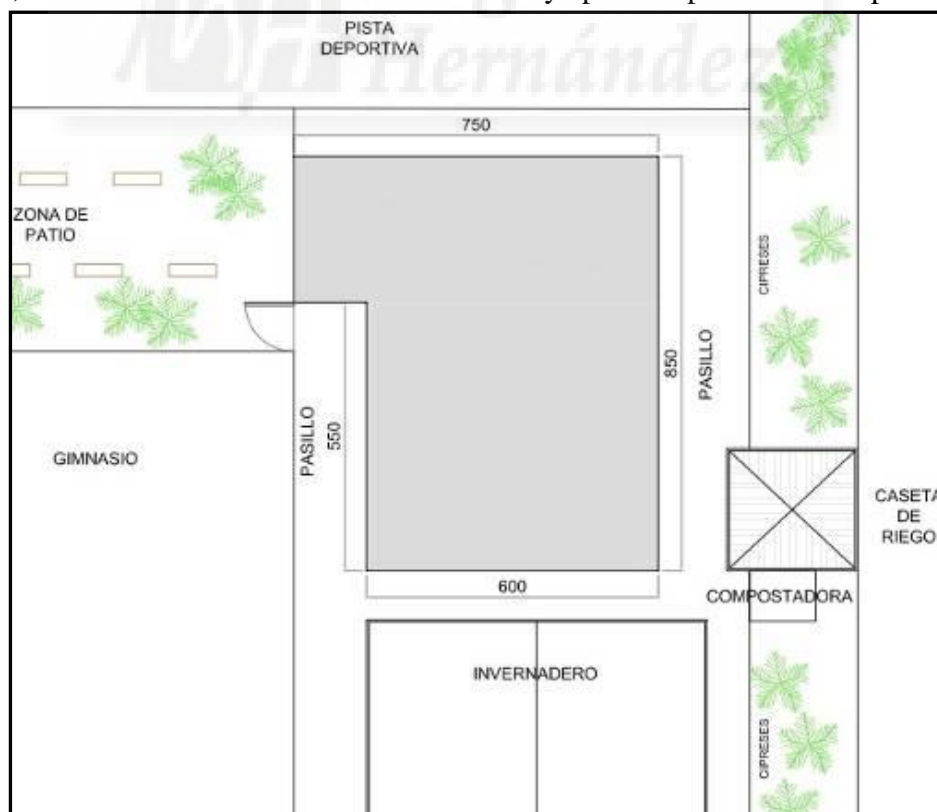 PISTA
DEPORTIVA
Hernández
750
ZONA DE
PATIO
CIPRESES
850
PASILLO
PASILLO
550
GIMNASIO
CASETA
DE
RIEGO
600
COMPOSTADORA
INVERNADERO
CIPRESES